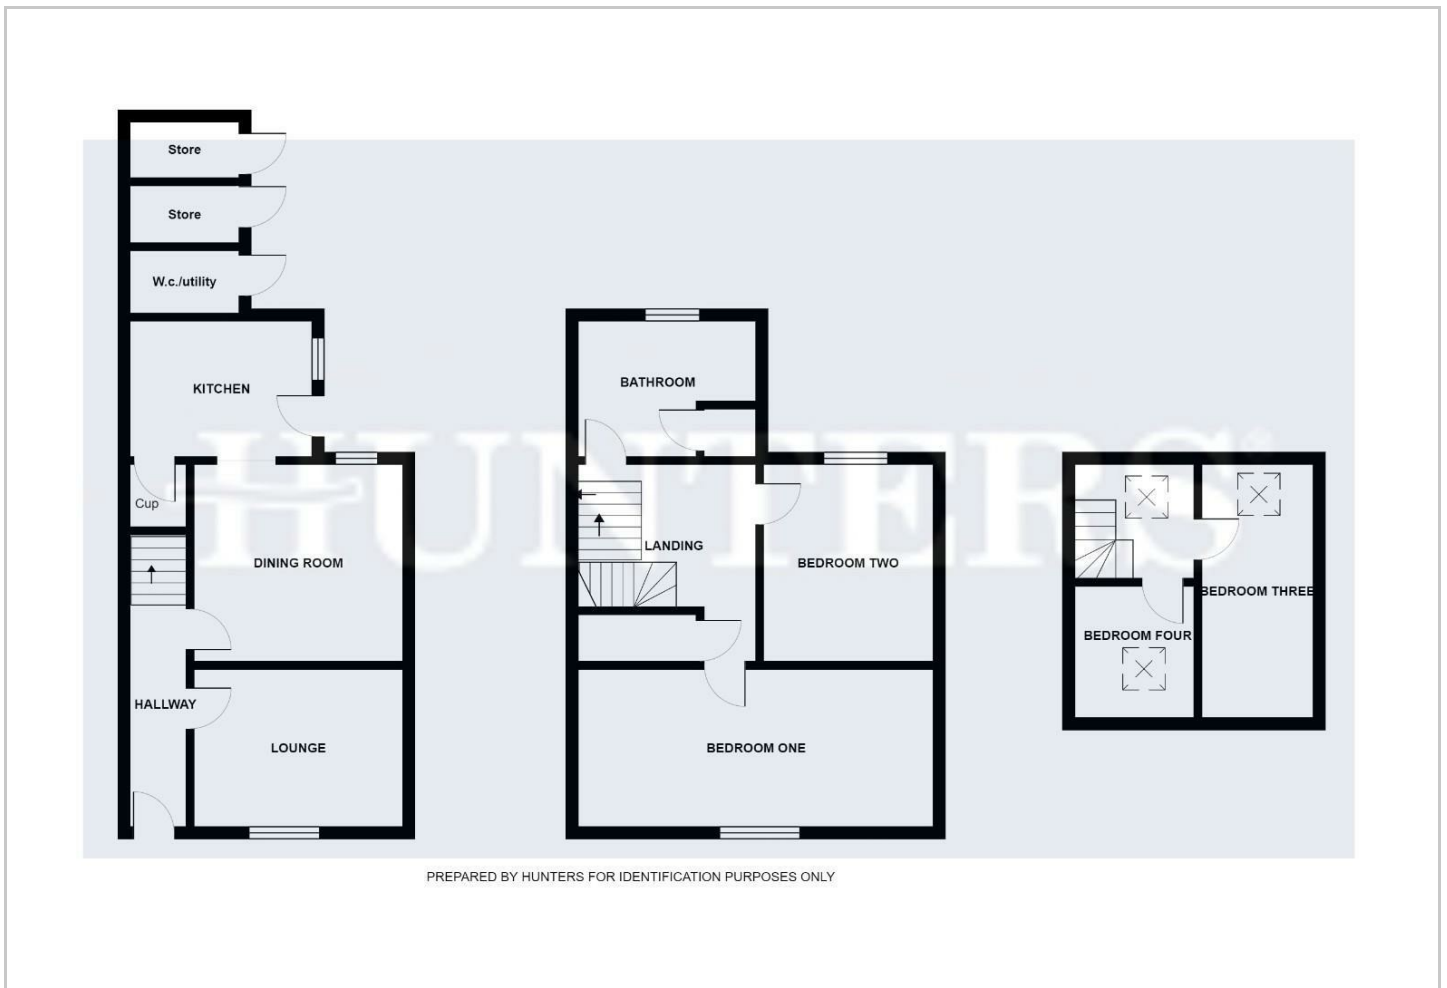 Store
Store
W.c./utility
KITCHEN
Cup
DINING ROOM
HALLWAY
LOUNGE
BATHROOM
LANDING
BEDROOM TWO
BEDROOM ONE
BEDROOM THREE
BEDROOM FOUR
HUNTERS®
PREPARED BY HUNTERS FOR IDENTIFICATION PURPOSES ONLY